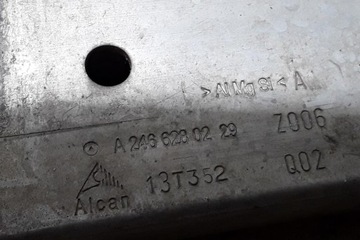 >AlMgSi< A
A 246 628 02 29 Z006
13T352 Q02
Alcan